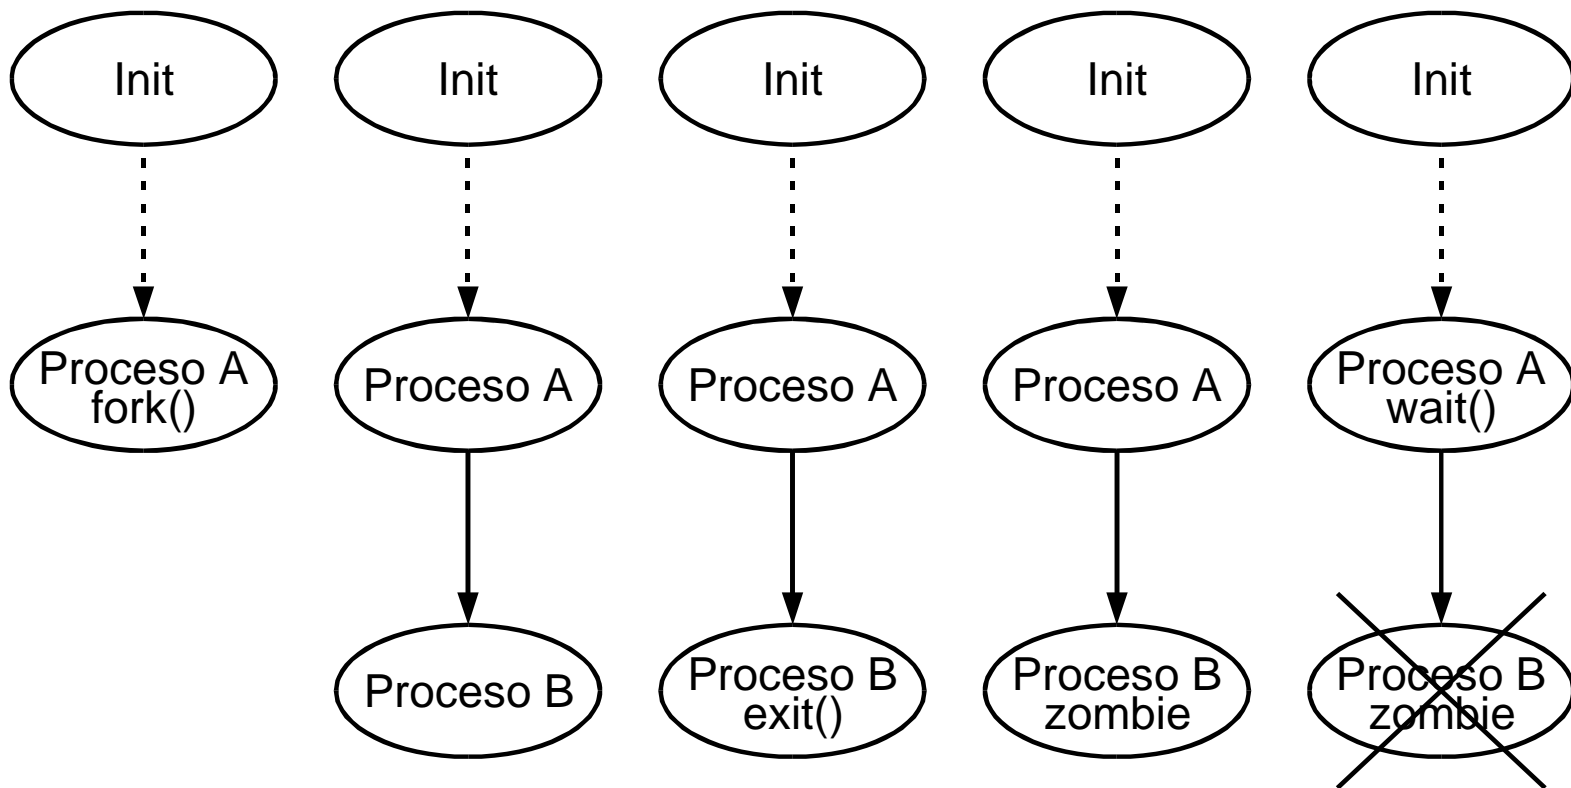 Init
Init
Init
Init
Init
Proceso A
fork()
Proceso A
Proceso A
Proceso A
Proceso A
wait()
Proceso B
Proceso B
exit()
Proceso B
zombie
Proceso B
zombie